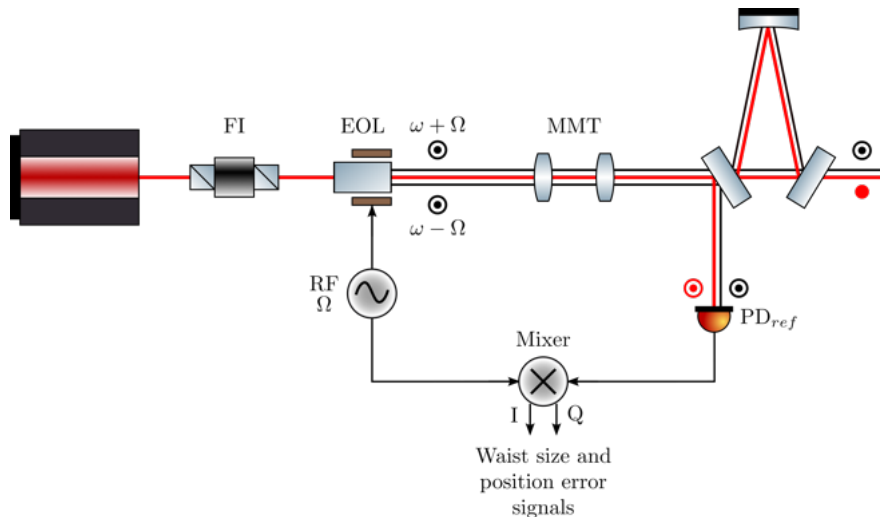 FI
EOL
ω + Ω
MMT
ω − Ω
RF
Ω
PD_ref
Mixer
I
Q
Waist size and
position error
signals